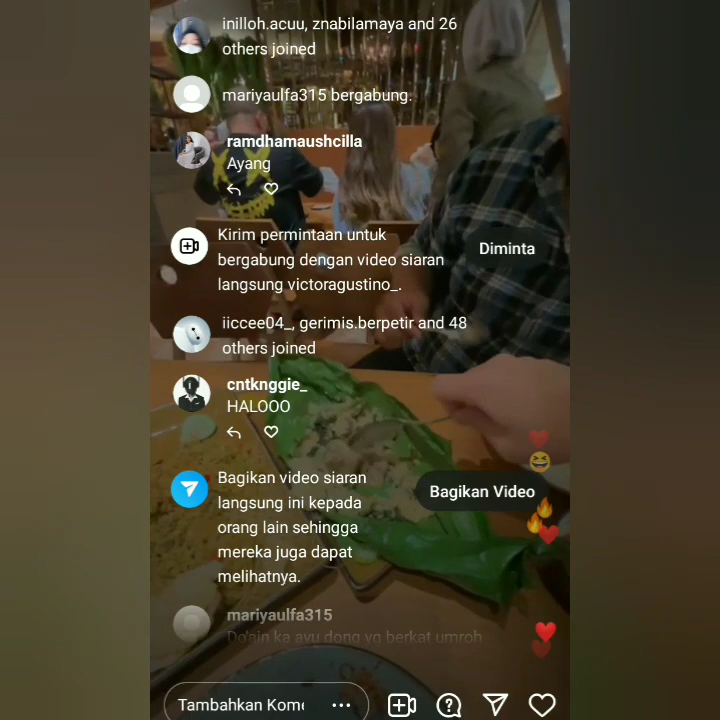 inilloh.acuu, znabilamaya and 26
others joined
mariyaulfa315 bergabung.
ramdhamaushcilla
Ayang
Kirim permintaan untuk
bergabung dengan video siaran
langsung victoragustino_.
Diminta
iiccee04_, gerimis.berpetir and 48
others joined
cntknggie_
HALOOO
Bagikan video siaran
langsung ini kepada
orang lain sehingga
mereka juga dapat
melihatnya.
Bagikan Video
mariyaulfa315
Do'ain ka ayu dong yg berkat umroh
Tambahkan Kome